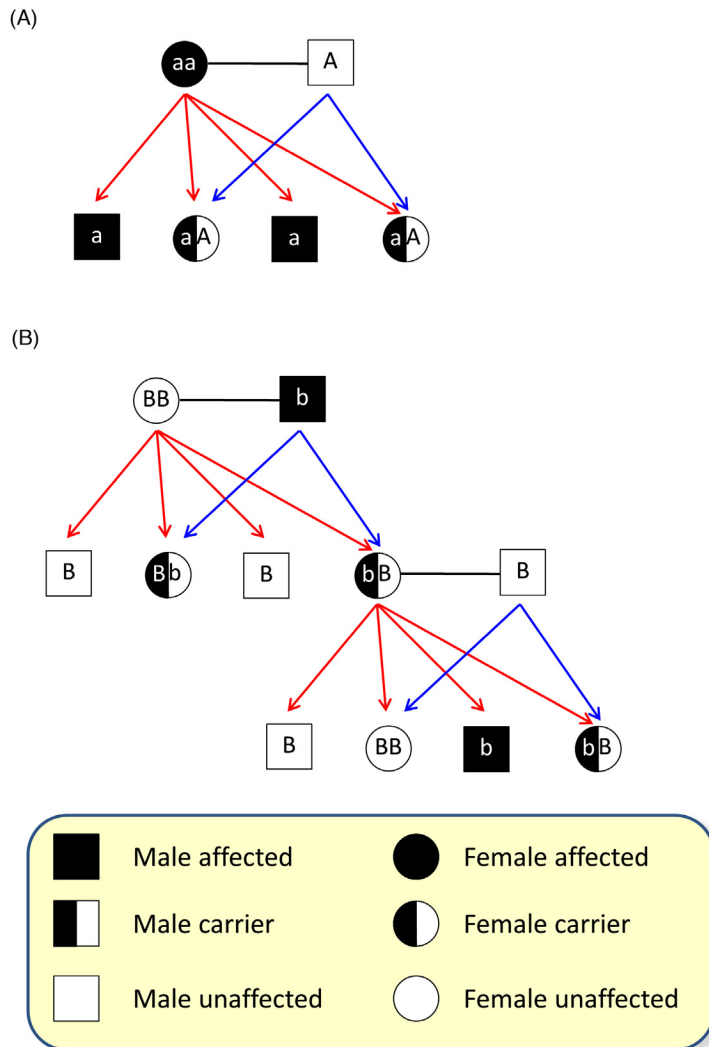 (A)
aa A
a a A a a A
(B)
BB b
B B b B b B B
B BB b b B
Male affected Female affected
Male carrier Female carrier
Male unaffected Female unaffected